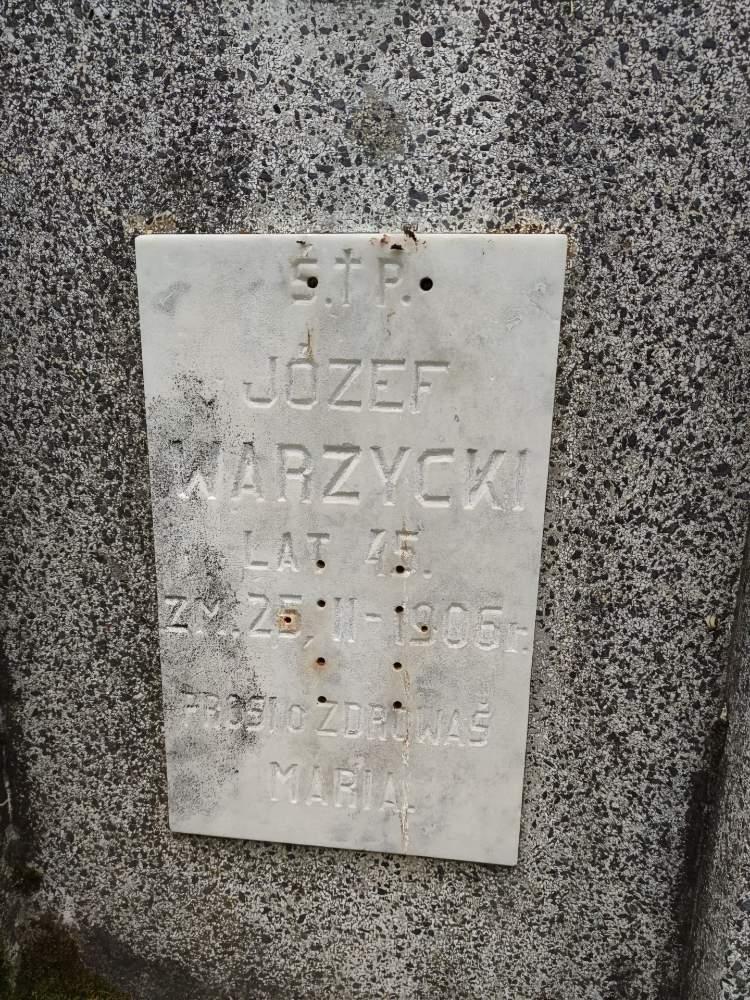 Ś.†P.
JÓZEF
WARZYCKI
LAT 45.
ZM. 25, II-1906r.
PROSI O ZDROWAŚ
MARIA.